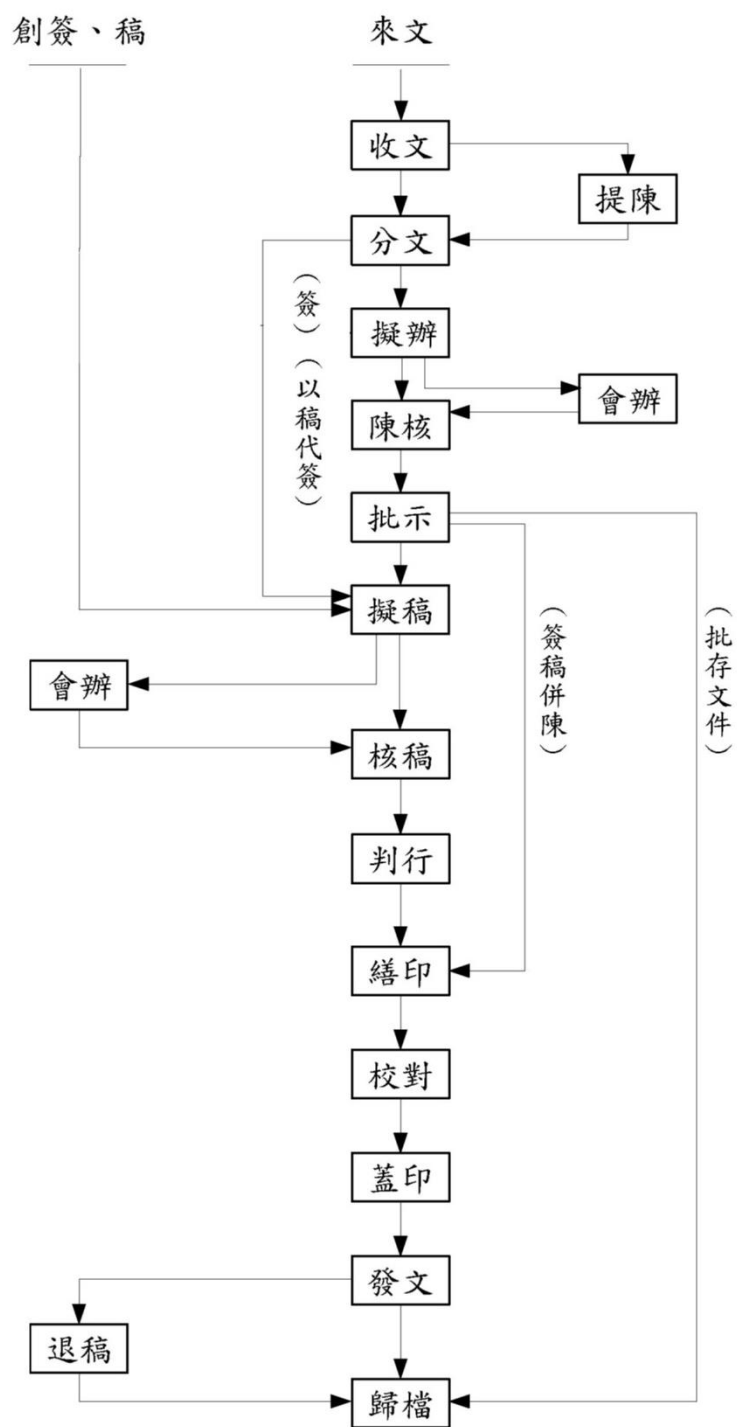 創簽、稿
來文
收文
提陳
分文
（簽）
（以稿代簽）
擬辦
會辦
陳核
批示
擬稿
（簽稿併陳）
（批存文件）
會辦
核稿
判行
繕印
校對
蓋印
發文
退稿
歸檔